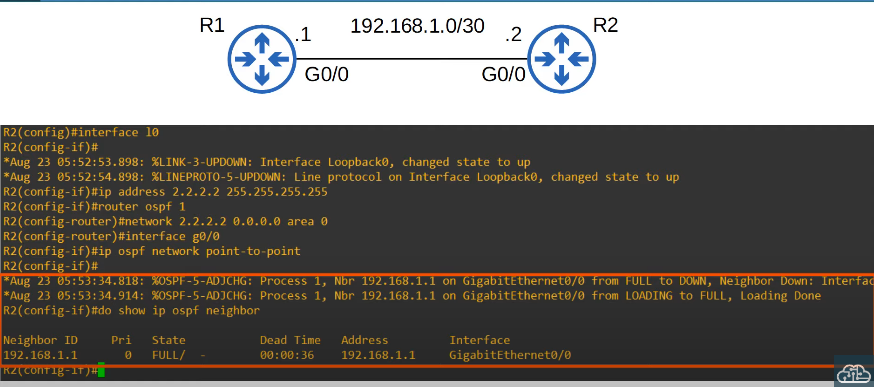 R1 .1 192.168.1.0/30 .2 R2
G0/0 G0/0
R2(config)#interface l0
R2(config-if)#
*Aug 23 05:52:53.898: %LINK-3-UPDOWN: Interface Loopback0, changed state to up
*Aug 23 05:52:54.898: %LINEPROTO-5-UPDOWN: Line protocol on Interface Loopback0, changed state to up
R2(config-if)#ip address 2.2.2.2 255.255.255.255
R2(config-if)#router ospf 1
R2(config-router)#network 2.2.2.2 0.0.0.0 area 0
R2(config-router)#interface g0/0
R2(config-if)#ip ospf network point-to-point
R2(config-if)#
*Aug 23 05:53:34.818: %OSPF-5-ADJCHG: Process 1, Nbr 192.168.1.1 on GigabitEthernet0/0 from FULL to DOWN, Neighbor Down: Interfac
*Aug 23 05:53:34.914: %OSPF-5-ADJCHG: Process 1, Nbr 192.168.1.1 on GigabitEthernet0/0 from LOADING to FULL, Loading Done
R2(config-if)#do show ip ospf neighbor
Neighbor ID Pri State Dead Time Address Interface
192.168.1.1 0 FULL/ - 00:00:36 192.168.1.1 GigabitEthernet0/0
R2(config-if)#